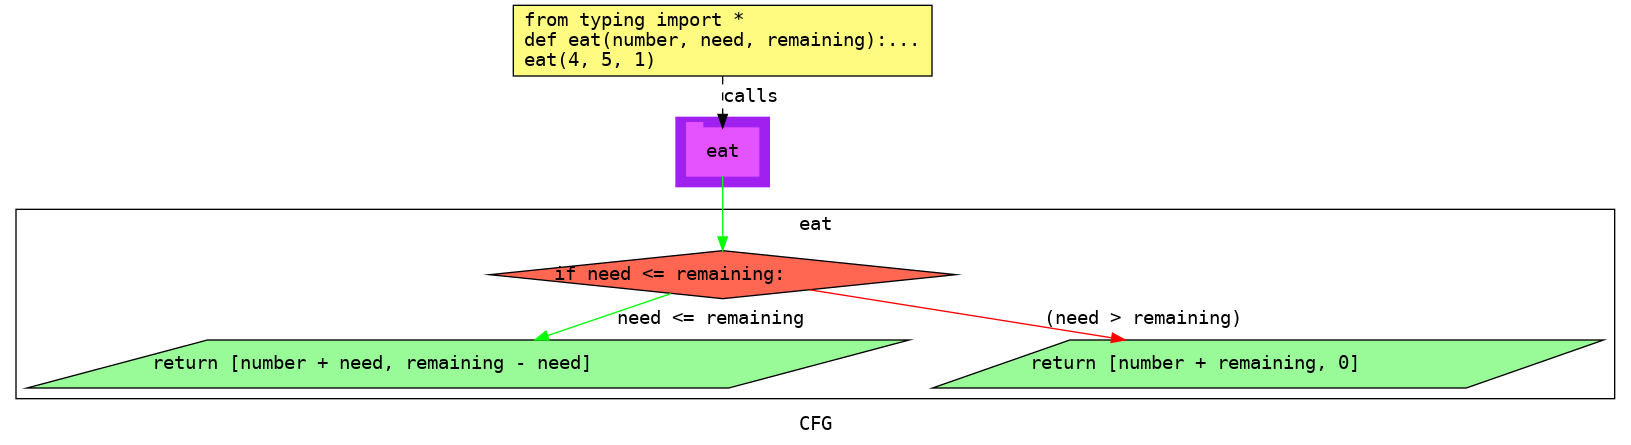 from typing import *
def eat(number, need, remaining):...
eat(4, 5, 1)
calls
eat
eat
if need <= remaining:
need <= remaining
(need > remaining)
return [number + need, remaining - need]
return [number + remaining, 0]
CFG